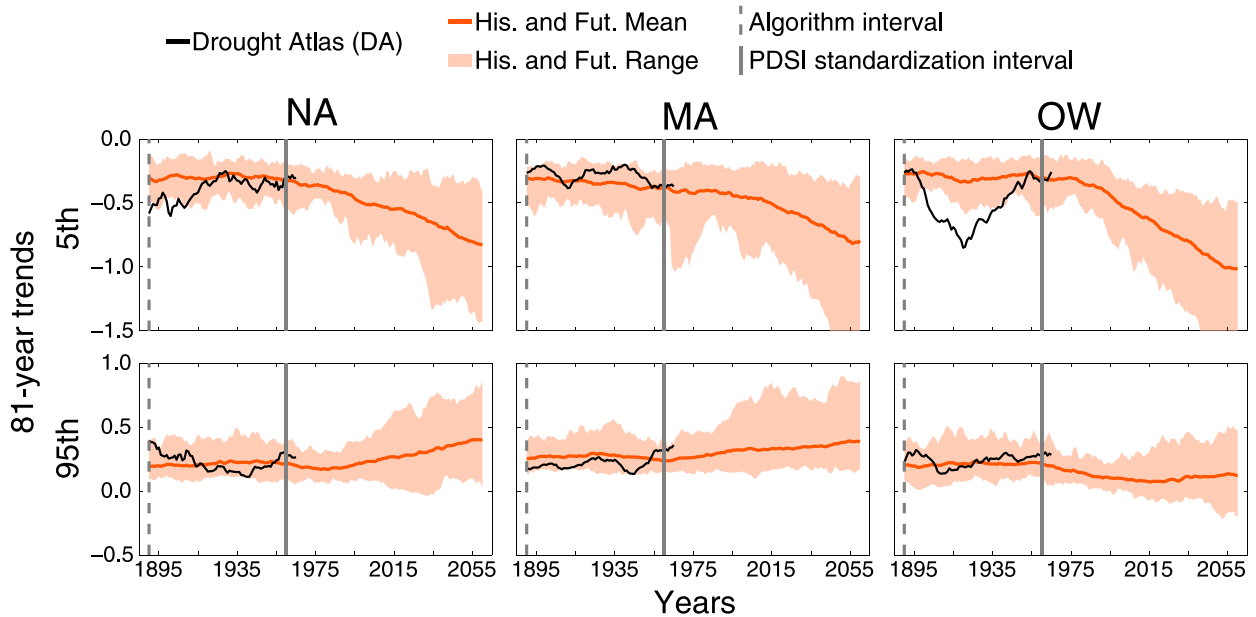 Drought Atlas (DA)
His. and Fut. Mean
His. and Fut. Range
Algorithm interval
PDSI standardization interval
NA
MA
OW
81-year trends
5th
0.0
−0.5
−1.0
−1.5
95th
1.0
0.5
0.0
−0.5
1895 1935 1975 2015 2055
1895 1935 1975 2015 2055
1895 1935 1975 2015 2055
Years